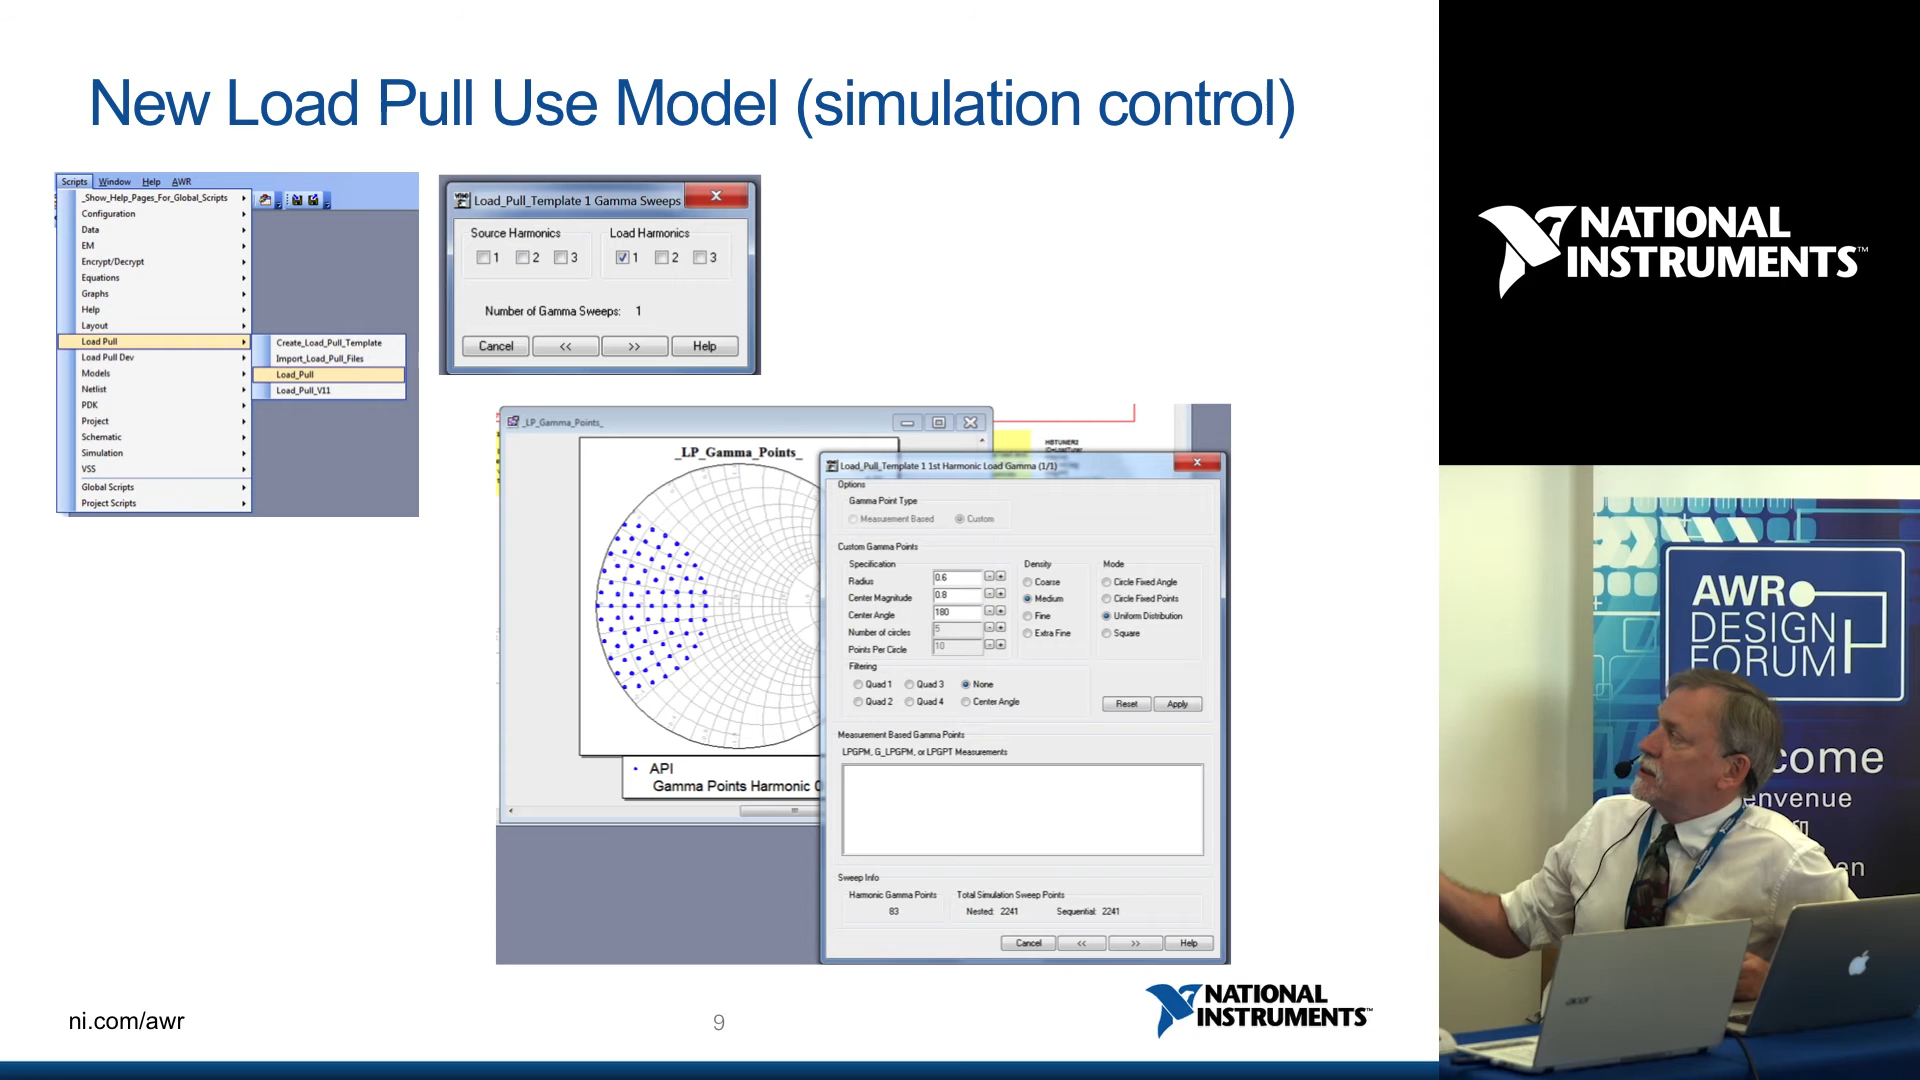 New Load Pull Use Model (simulation control)
Scripts Window Help AWR
_Show_Help_Pages_For_Global_Scripts
Configuration
Data
EM
Encrypt/Decrypt
Equations
Graphs
Help
Layout
Load Pull
Load Pull Dev
Models
Netlist
PDK
Project
Schematic
Simulation
VSS
Global Scripts
Project Scripts
Create_Load_Pull_Template
Import_Load_Pull_Files
Load_Pull
Load_Pull_V11
Load_Pull_Template 1 Gamma Sweeps
Source Harmonics Load Harmonics
1 2 3 1 2 3
Number of Gamma Sweeps: 1
Cancel << >> Help
_LP_Gamma_Points_
_LP_Gamma_Points_
API
Gamma Points Harmonic
HBTUNER2
Load_Pull_Template 1 1st Harmonic Load Gamma (1/1)
Options
Gamma Point Type
Measurement Based Custom
Custom Gamma Points
Specification Density Mode
Radius 0.6 Coarse Circle Fixed Angle
Center Magnitude 0.8 Medium Circle Fixed Points
Center Angle 180 Fine Uniform Distribution
Number of circles 5 Extra Fine Square
Points Per Circle 10
Filtering
Quad 1 Quad 3 None
Quad 2 Quad 4 Center Angle
Reset Apply
Measurement Based Gamma Points
LPGPM, G_LPGPM, or LPGPT Measurements
Sweep Info
Harmonic Gamma Points Total Simulation Sweep Points
83 Nested: 2241 Sequential: 2241
Cancel << >> Help
ni.com/awr
9
NATIONAL
INSTRUMENTS™
NATIONAL
INSTRUMENTS™
AWR
DESIGN
FORUM
come
envenue
en
acer